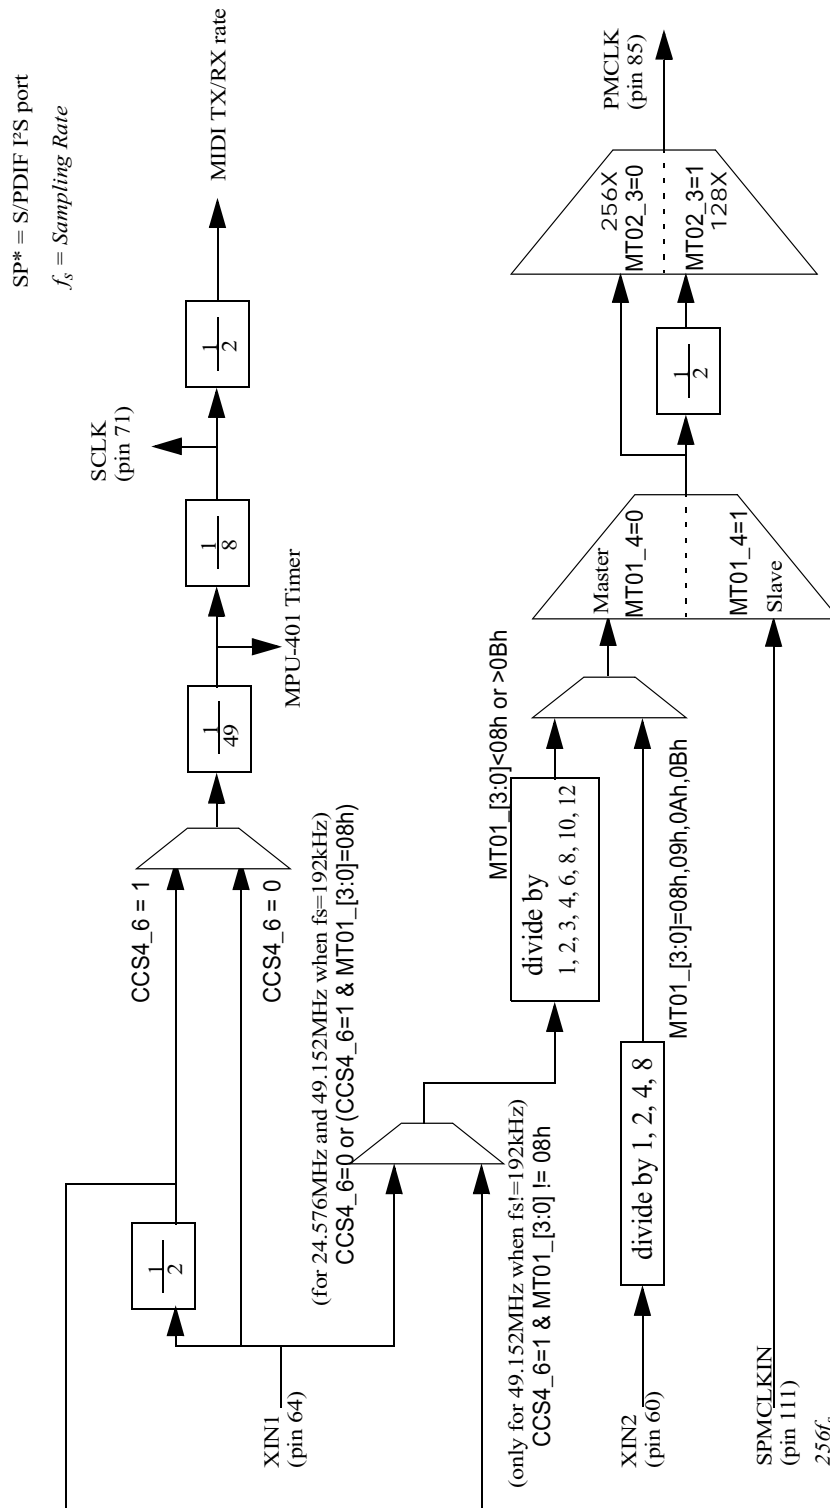 SP* = S/PDIF I²S port
fs = Sampling Rate
MIDI TX/RX rate
1
2
SCLK
(pin 71)
1
8
MPU-401 Timer
1
49
CCS4_6 = 1
CCS4_6 = 0
1
2
XIN1
(pin 64)
(for 24.576MHz and 49.152MHz when fs=192kHz)
CCS4_6=0 or (CCS4_6=1 & MT01_[3:0]=08h)
(only for 49.152MHz when fs!=192kHz)
CCS4_6=1 & MT01_[3:0] != 08h
MT01_[3:0]<08h or >0Bh
divide by
1, 2, 3, 4, 6, 8, 10, 12
XIN2
(pin 60)
divide by 1, 2, 4, 8
MT01_[3:0]=08h,09h,0Ah,0Bh
Master
MT01_4=0
MT01_4=1
Slave
SPMCLKIN
(pin 111)
256fs
1
2
256X
MT02_3=0
MT02_3=1
128X
PMCLK
(pin 85)